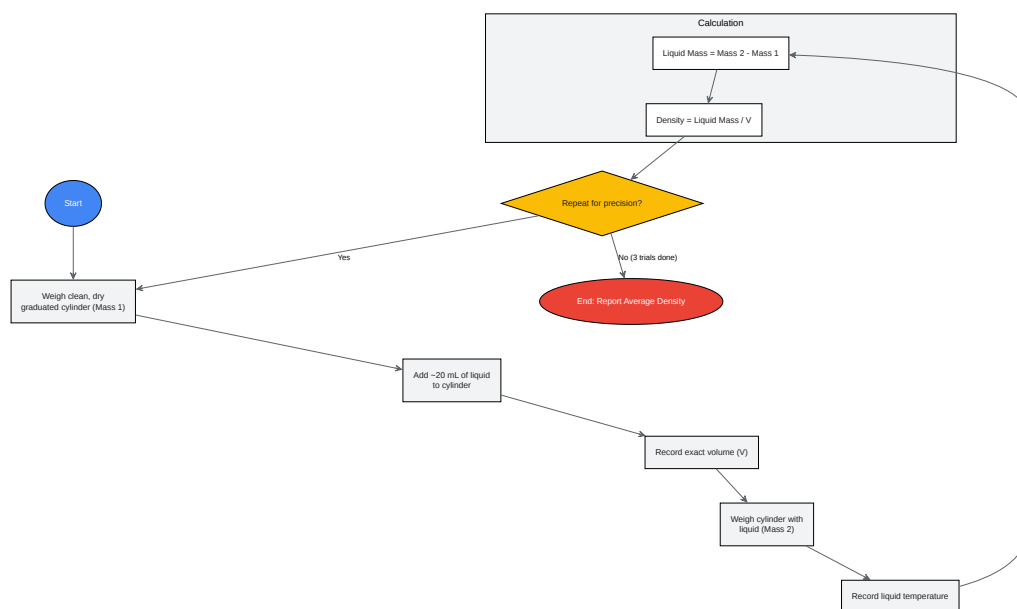 Calculation
Liquid Mass = Mass 2 - Mass 1
Density = Liquid Mass / V
Start
Repeat for precision?
Yes
No (3 trials done)
Weigh clean, dry
graduated cylinder (Mass 1)
End: Report Average Density
Add ~20 mL of liquid
to cylinder
Record exact volume (V)
Weigh cylinder with
liquid (Mass 2)
Record liquid temperature